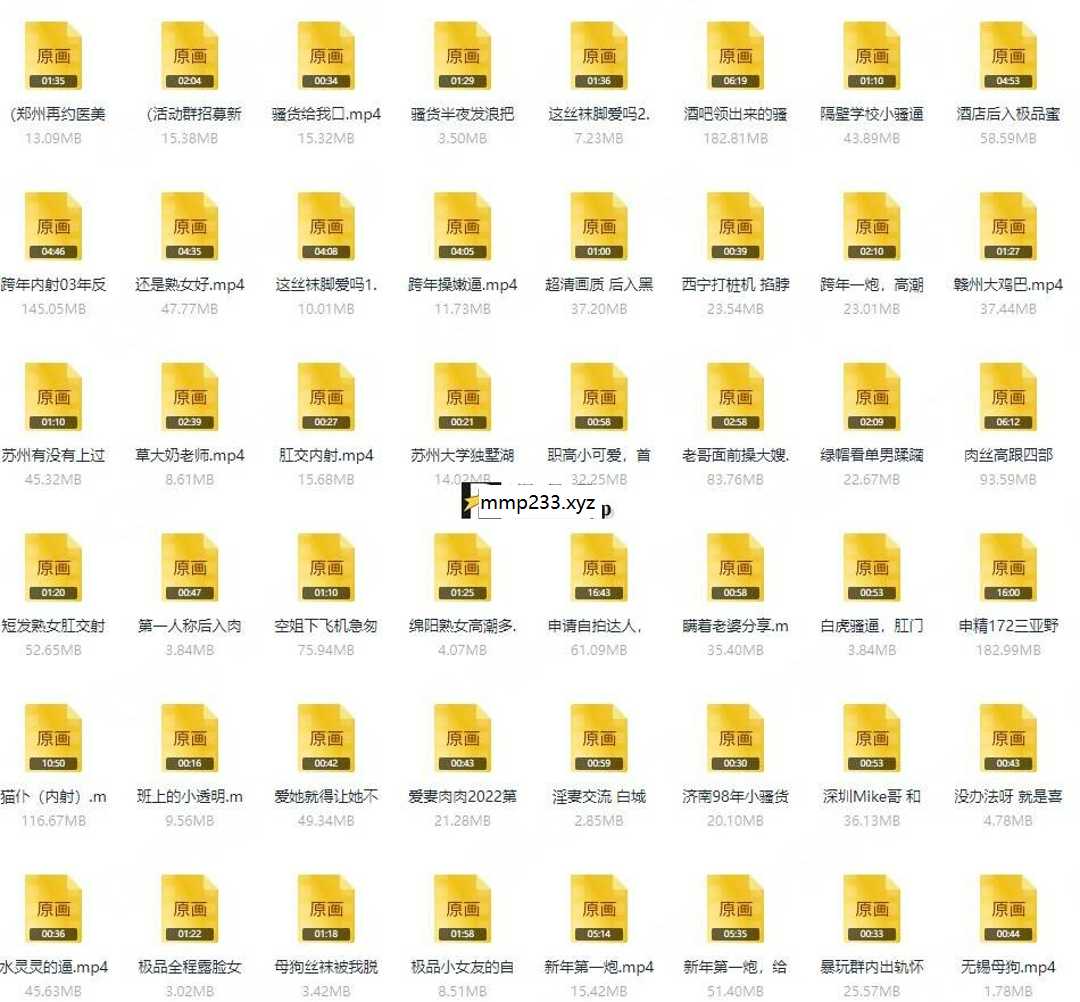 原画 原画 原画 原画 原画 原画 原画 原画
01:35 02:04 00:34 01:29 01:36 06:19 01:10 04:53
(郑州再约医美 (活动群招募新 骚货给我口.mp4 骚货半夜发浪把 这丝袜脚爱吗2. 酒吧领出来的骚 隔壁学校小骚逼 酒店后入极品蜜
13.09MB 15.38MB 15.32MB 3.50MB 7.23MB 182.81MB 43.89MB 58.59MB
原画 原画 原画 原画 原画 原画 原画 原画
04:46 04:35 04:08 04:05 01:00 00:39 02:10 01:27
跨年内射03年反 还是熟女好.mp4 这丝袜脚爱吗1. 跨年操嫩逼.mp4 超清画质 后入黑 西宁打桩机 掐脖 跨年一炮，高潮 赣州大鸡巴.mp4
145.05MB 47.77MB 10.01MB 11.73MB 37.20MB 23.54MB 23.01MB 37.44MB
原画 原画 原画 原画 原画 原画 原画 原画
01:10 02:39 00:27 00:21 00:58 02:58 02:09 06:12
苏州有没有上过 草大奶老师.mp4 肛交内射.mp4 苏州大学独墅湖 职高小可爱，首 老哥面前操大嫂. 绿帽看单男蹂躏 肉丝高跟四部
45.32MB 8.61MB 15.68MB 14.02MB 32.25MB 83.76MB 22.67MB 93.59MB
mmp233.xyz p
原画 原画 原画 原画 原画 原画 原画 原画
01:20 00:47 01:10 01:25 16:43 00:58 00:53 16:00
短发熟女肛交射 第一人称后入肉 空姐下飞机急匆 绵阳熟女高潮多. 申请自拍达人， 瞒着老婆分享.m 白虎骚逼，肛门 申精172三亚野
52.65MB 3.84MB 75.94MB 4.07MB 61.09MB 35.40MB 3.84MB 182.99MB
原画 原画 原画 原画 原画 原画 原画 原画
10:50 00:16 00:42 00:43 00:59 00:30 00:53 00:43
猫仆（内射）.m 班上的小透明.m 爱她就得让她不 爱妻肉肉2022第 淫妻交流 白城 济南98年小骚货 深圳Mike哥 和 没办法呀 就是喜
116.67MB 9.56MB 49.34MB 21.28MB 2.85MB 20.10MB 36.13MB 4.78MB
原画 原画 原画 原画 原画 原画 原画 原画
00:36 01:22 01:18 01:58 05:14 05:35 00:33 00:44
水灵灵的逼.mp4 极品全程露脸女 母狗丝袜被我脱 极品小女友的自 新年第一炮.mp4 新年第一炮，给 暴玩群内出轨怀 无锡母狗.mp4
45.63MB 3.02MB 3.42MB 8.51MB 15.42MB 51.40MB 25.57MB 1.78MB